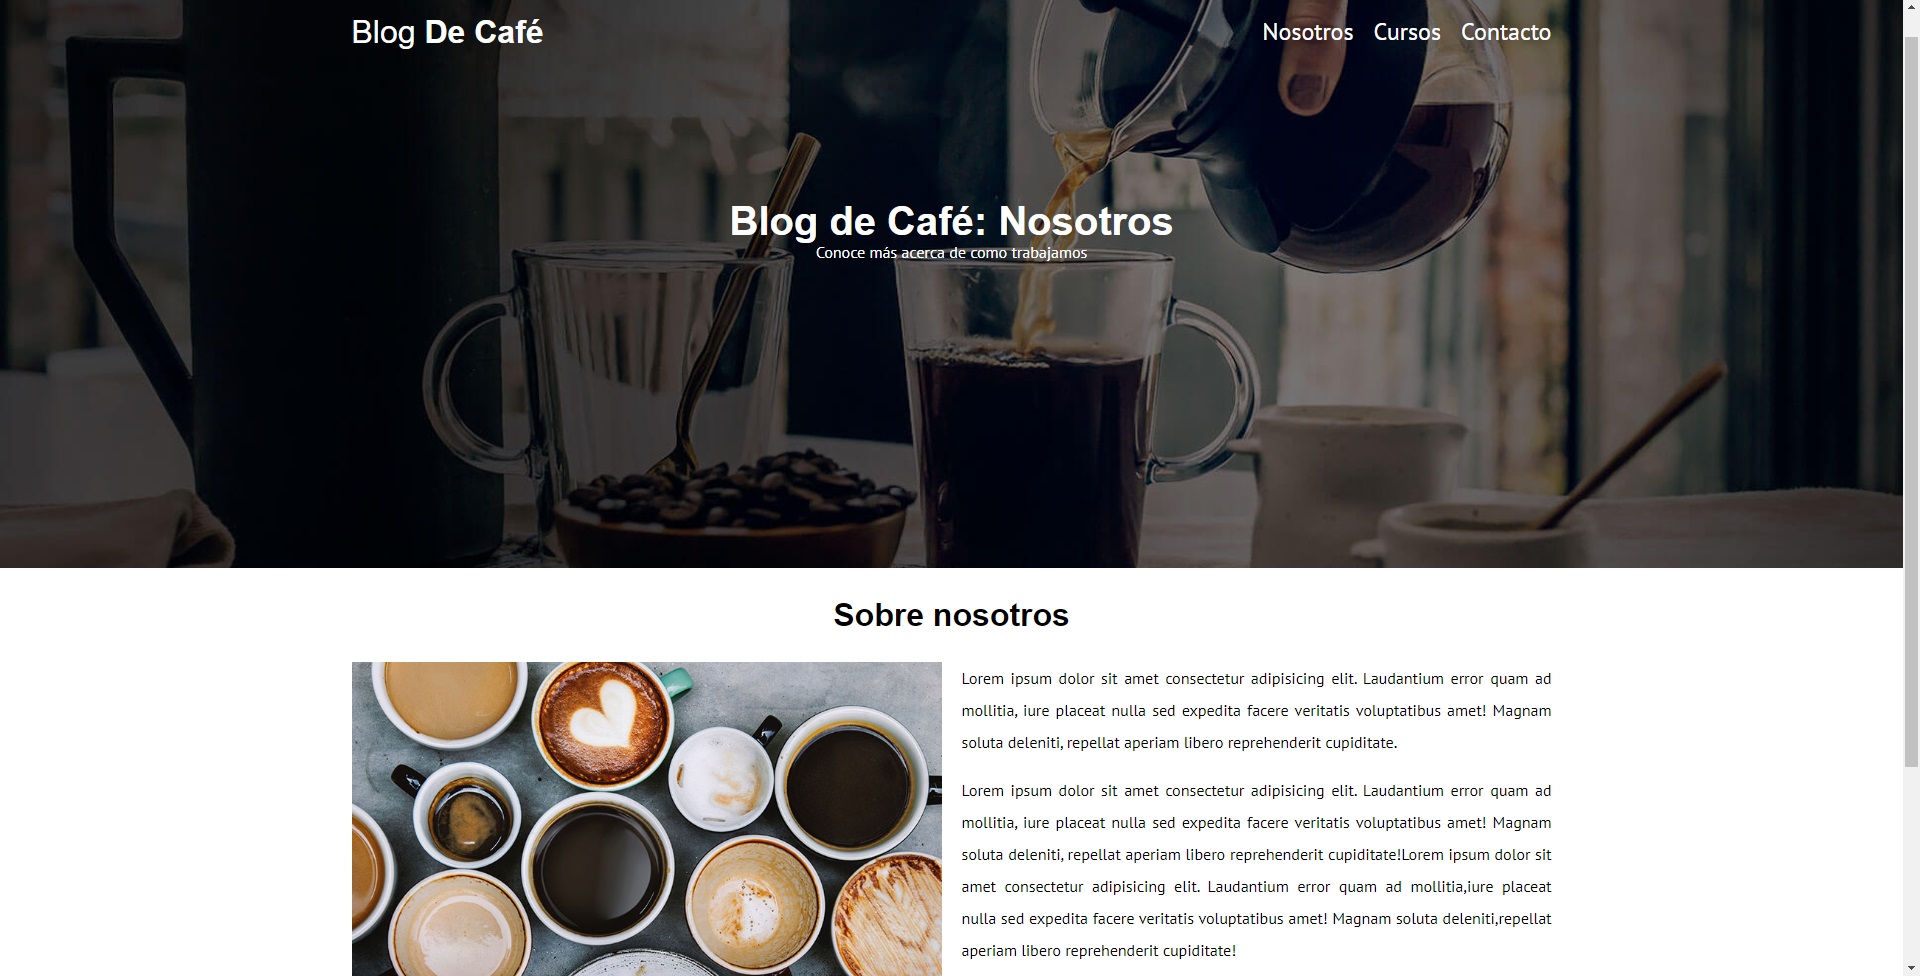 Blog De Café
Nosotros Cursos Contacto
Blog de Café: Nosotros
Conoce más acerca de como trabajamos
Sobre nosotros
Lorem ipsum dolor sit amet consectetur adipisicing elit. Laudantium error quam ad
mollitia, iure placeat nulla sed expedita facere veritatis voluptatibus amet! Magnam
soluta deleniti, repellat aperiam libero reprehenderit cupiditate.
Lorem ipsum dolor sit amet consectetur adipisicing elit. Laudantium error quam ad
mollitia, iure placeat nulla sed expedita facere veritatis voluptatibus amet! Magnam
soluta deleniti, repellat aperiam libero reprehenderit cupiditate!Lorem ipsum dolor sit
amet consectetur adipisicing elit. Laudantium error quam ad mollitia,iure placeat
nulla sed expedita facere veritatis voluptatibus amet! Magnam soluta deleniti,repellat
aperiam libero reprehenderit cupiditate!